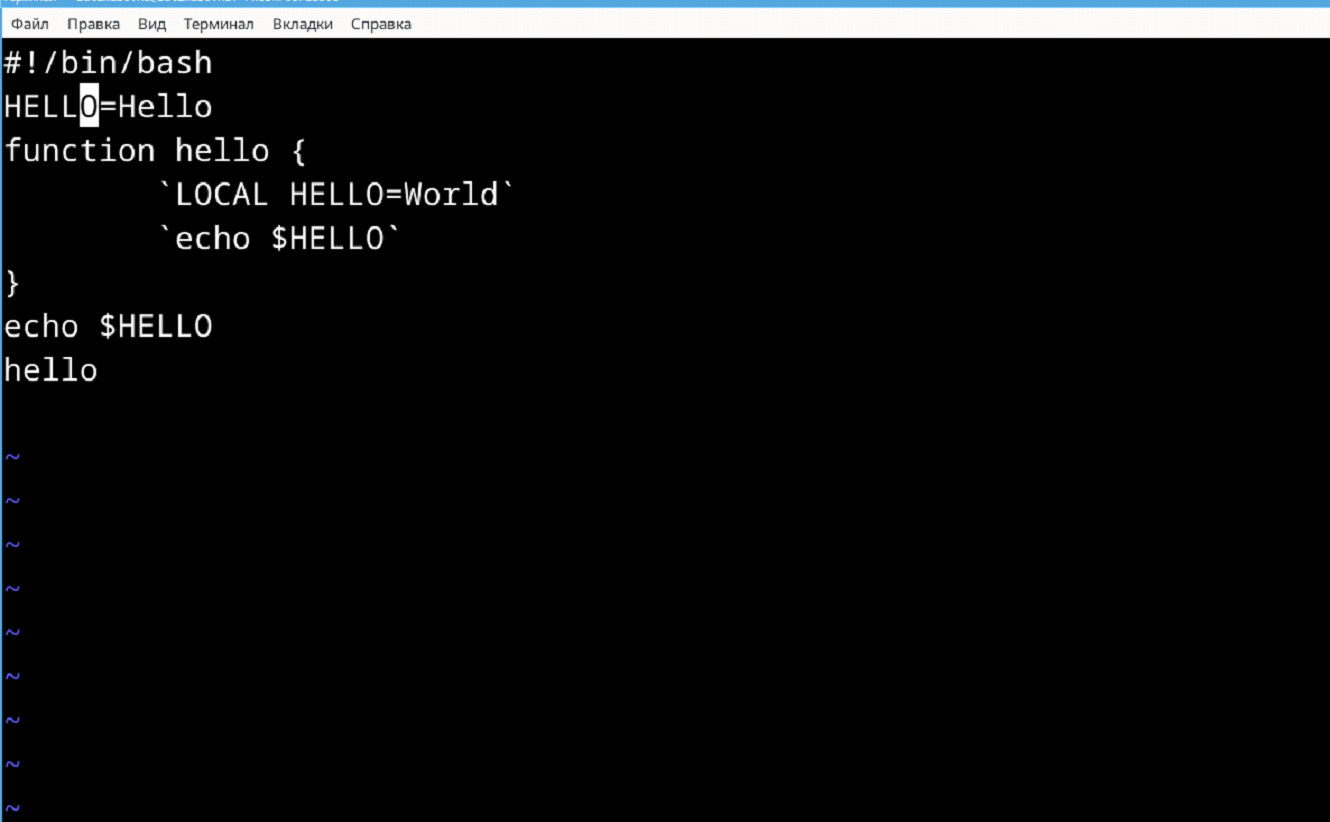 Файл Правка Вид Терминал Вкладки Справка
#!/bin/bash
HELLO=Hello
function hello {
        `LOCAL HELLO=World`
        `echo $HELLO`
}
echo $HELLO
hello
~
~
~
~
~
~
~
~
~